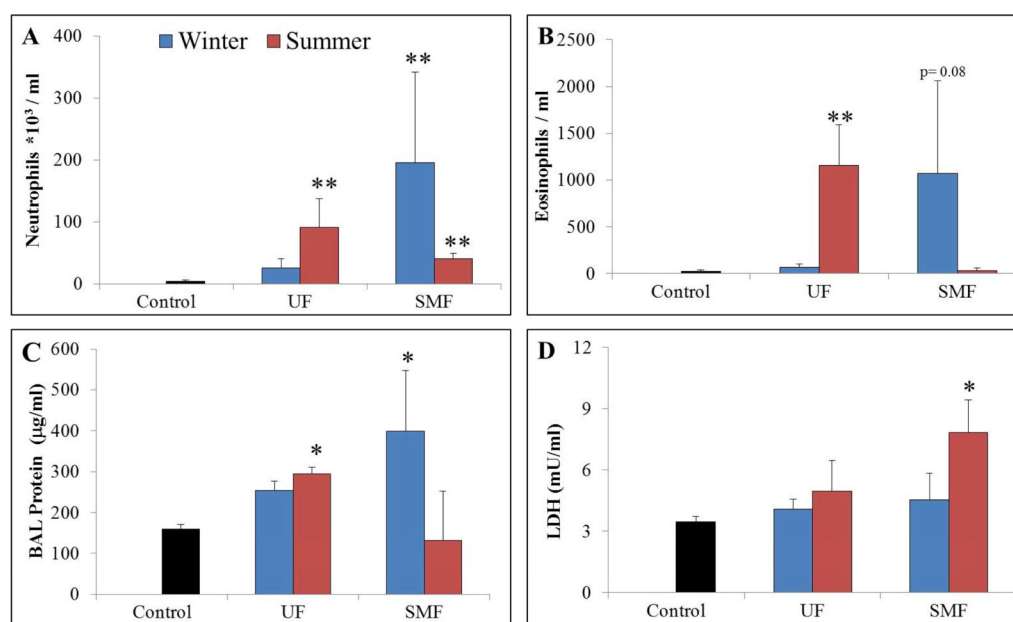 A
Winter Summer
Neutrophils *10³ / ml
400
300
200
100
0
**
**
**
Control UF SMF
B
Eosinophils / ml
2500
2000
1500
1000
500
0
**
p= 0.08
Control UF SMF
C
BAL Protein (µg/ml)
600
500
400
300
200
100
0
*
*
Control UF SMF
D
LDH (mU/ml)
12
9
6
3
0
*
Control UF SMF